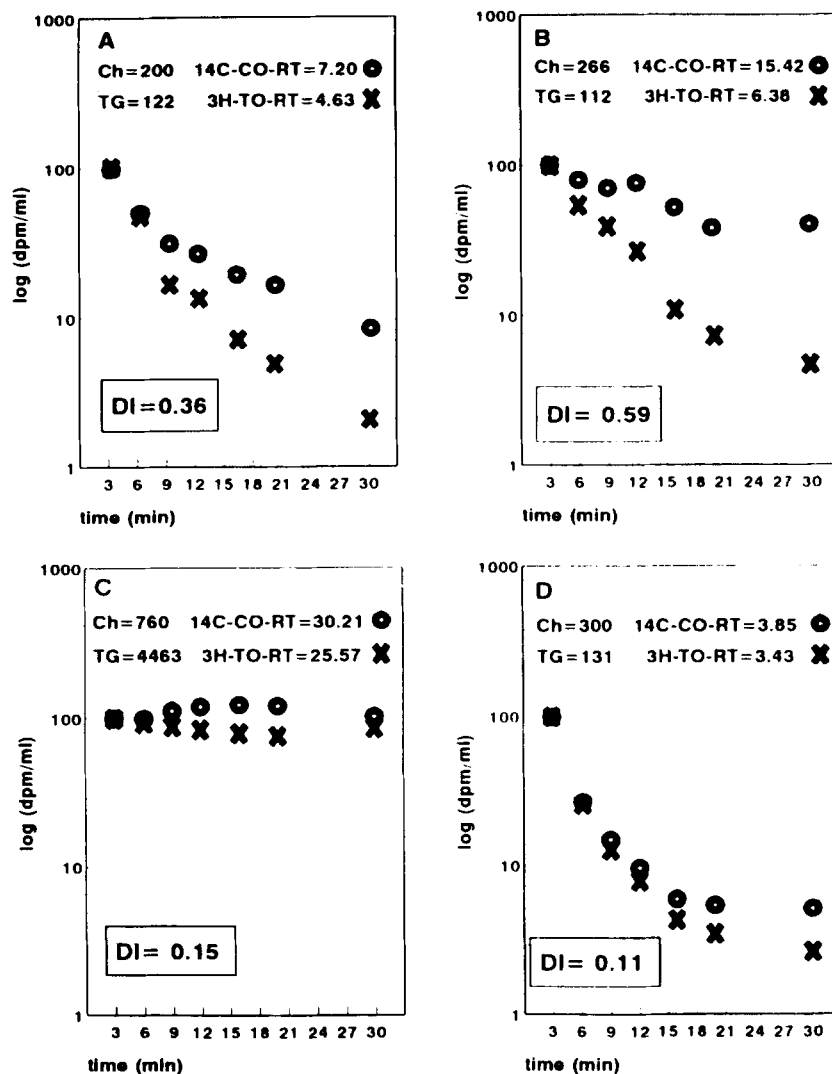 A
Ch=200 14C-CO-RT=7.20
TG=122 3H-TO-RT=4.63
1000
100
10
1
log (dpm/ml)
DI=0.36
3 6 9 12 15 18 21 24 27 30
time (min)
B
Ch=266 14C-CO-RT=15.42
TG=112 3H-TO-RT=6.38
1000
100
10
1
log (dpm/ml)
DI= 0.59
3 6 9 12 15 18 21 24 27 30
time (min)
C
Ch=760 14C-CO-RT=30.21
TG=4463 3H-TO-RT=25.57
1000
100
10
1
log (dpm/ml)
DI= 0.15
3 6 9 12 15 18 21 24 27 30
time (min)
D
Ch=300 14C-CO-RT=3.85
TG=131 3H-TO-RT=3.43
1000
100
10
1
log (dpm/ml)
DI= 0.11
3 6 9 12 15 18 21 24 27 30
time (min)